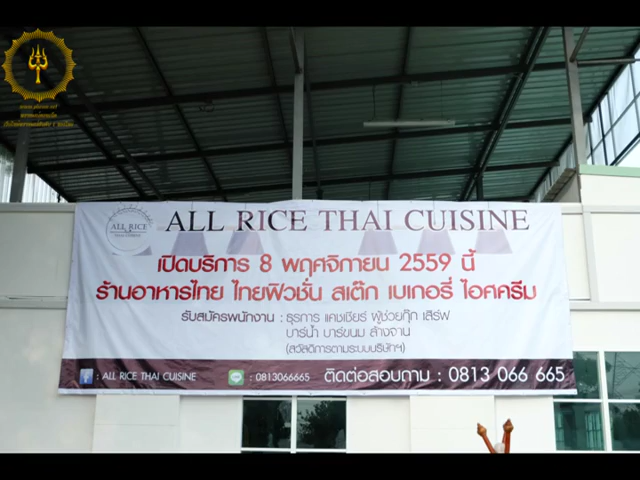 ALL RICE
THAI CUISINE
ALL RICE THAI CUISINE
เปิดบริการ 8 พฤศจิกายน 2559 นี้
ร้านอาหารไทย ไทยฟิวชั่น สเต๊ก เบเกอรี่ ไอศครีม
รับสมัครพนักงาน : ธุรการ แคชเชียร์ ผู้ช่วยกุ๊ก เสิร์ฟ
บาร์น้ำ บาร์ขนม ล้างจาน
(สวัสดิการตามระบบบริษัทฯ)
f : ALL RICE THAI CUISINE LINE : 0813066665 ติดต่อสอบถาม : 0813 066 665